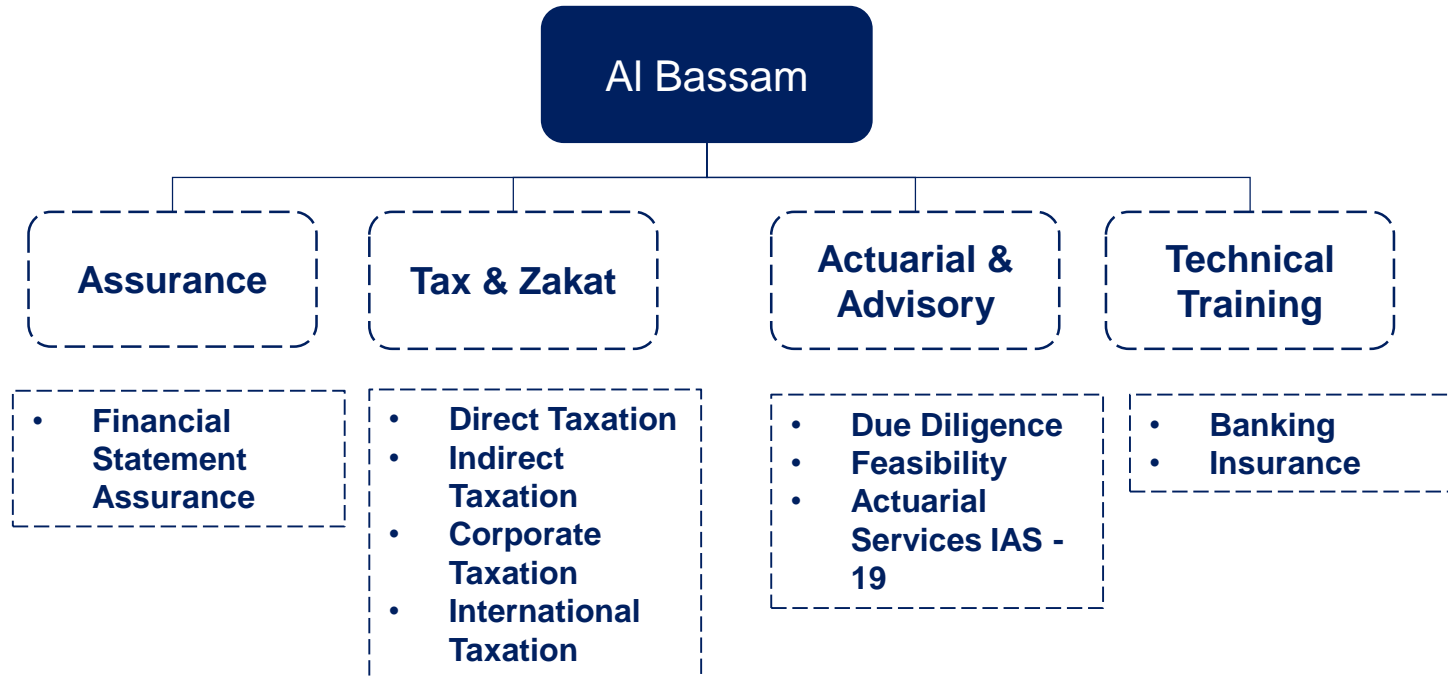 Al Bassam
Assurance
Tax & Zakat
Actuarial &
Advisory
Technical
Training
• Financial
Statement
Assurance
• Direct Taxation
• Indirect
Taxation
• Corporate
Taxation
• International
Taxation
• Due Diligence
• Feasibility
• Actuarial
Services IAS -
19
• Banking
• Insurance